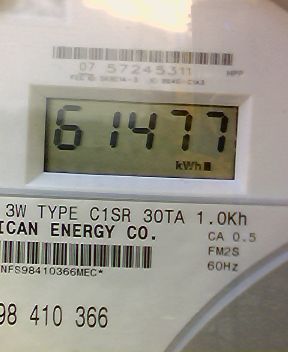 07 57245311 NPP
61477
kWh
3W TYPE C1SR 30TA 1.0Kh
ICAN ENERGY CO.
CA 0.5
FM2S
60Hz
NFS98410366MEC*
98 410 366